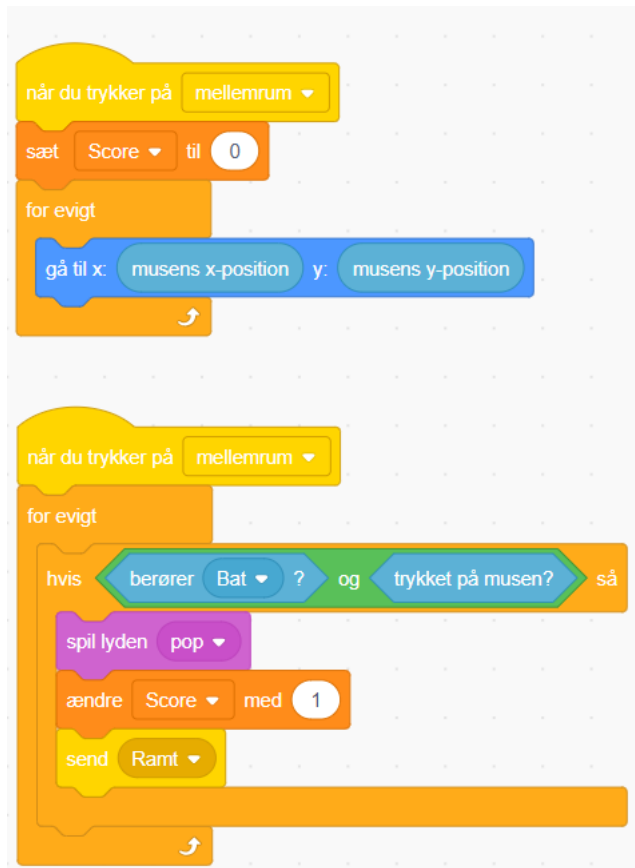 når du trykker på mellemrum
sæt Score til 0
for evigt
gå til x: musens x-position y: musens y-position
når du trykker på mellemrum
for evigt
hvis berører Bat ? og trykket på musen? så
spil lyden pop
ændre Score med 1
send Ramt